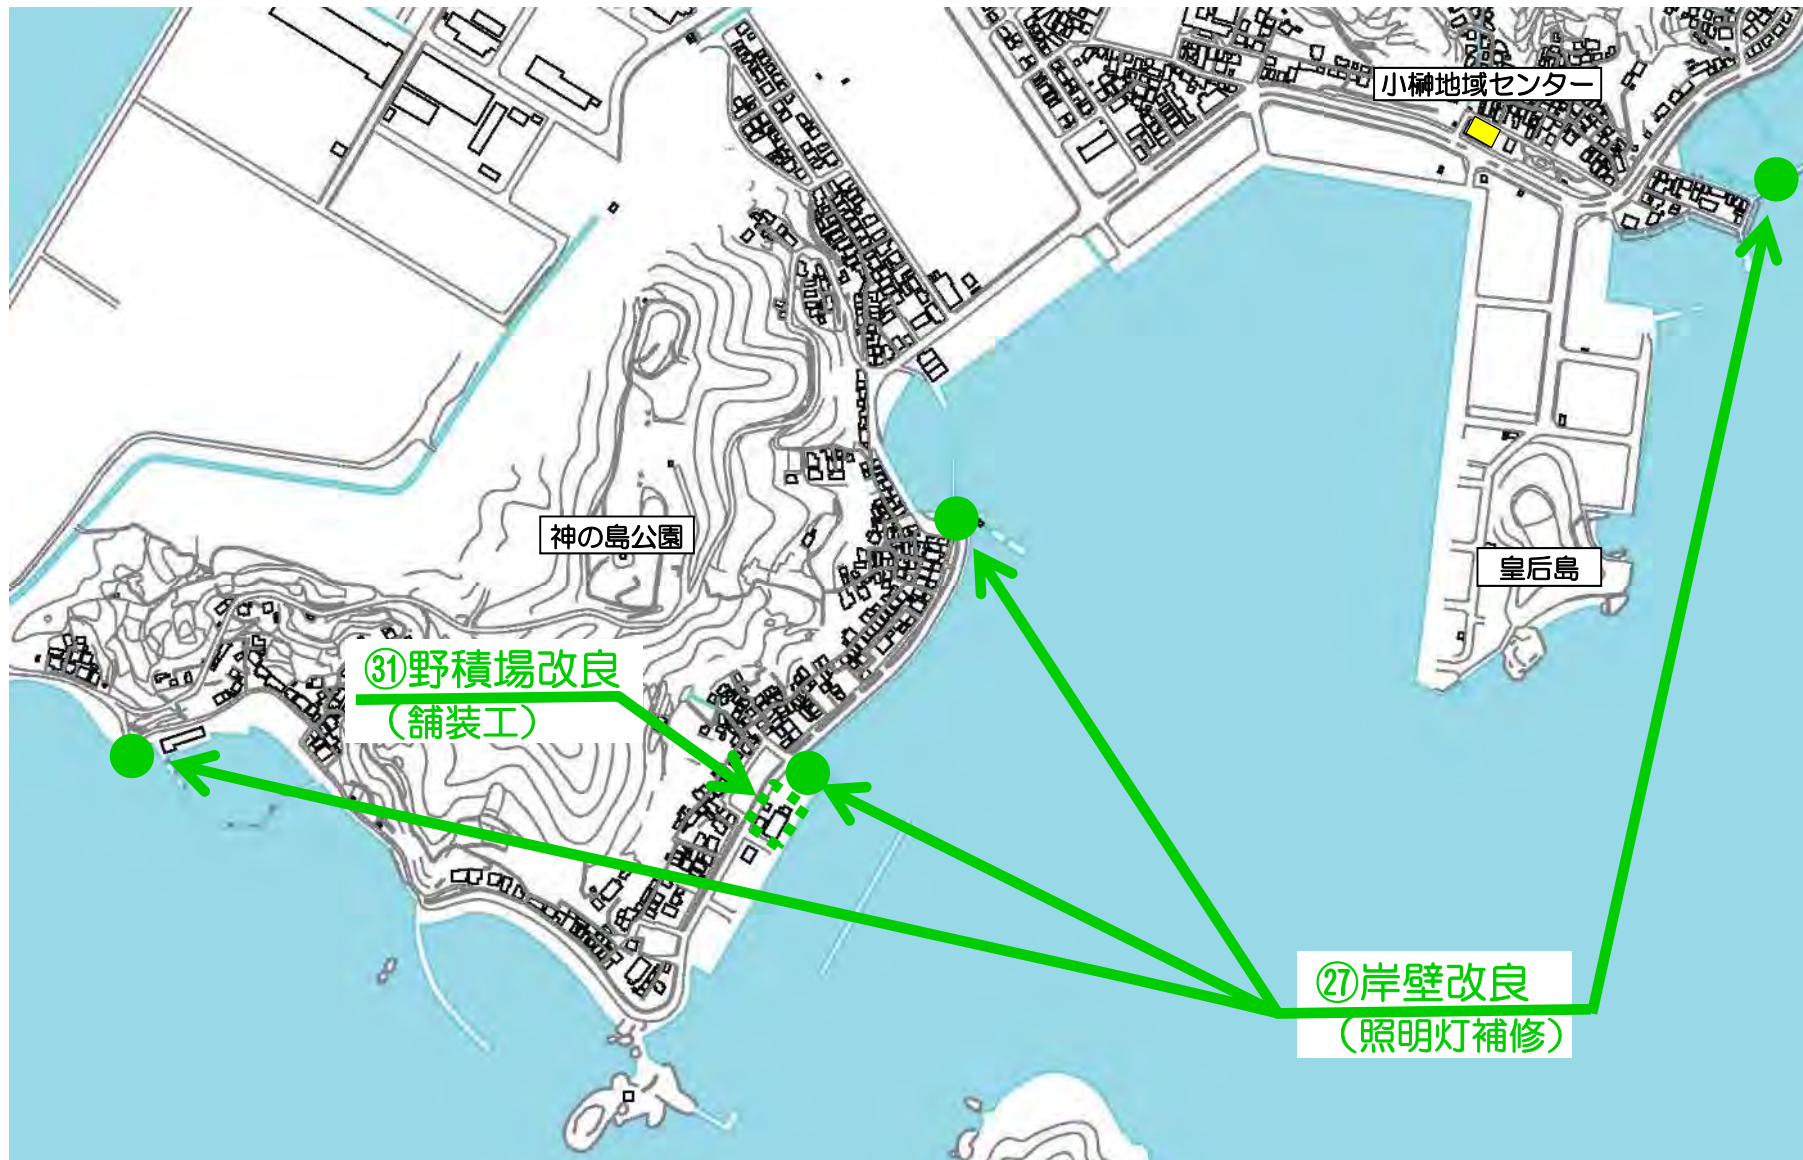 小榊地域センター
神の島公園
皇后島
㉛野積場改良
（舗装工）
㉗岸壁改良
（照明灯補修）